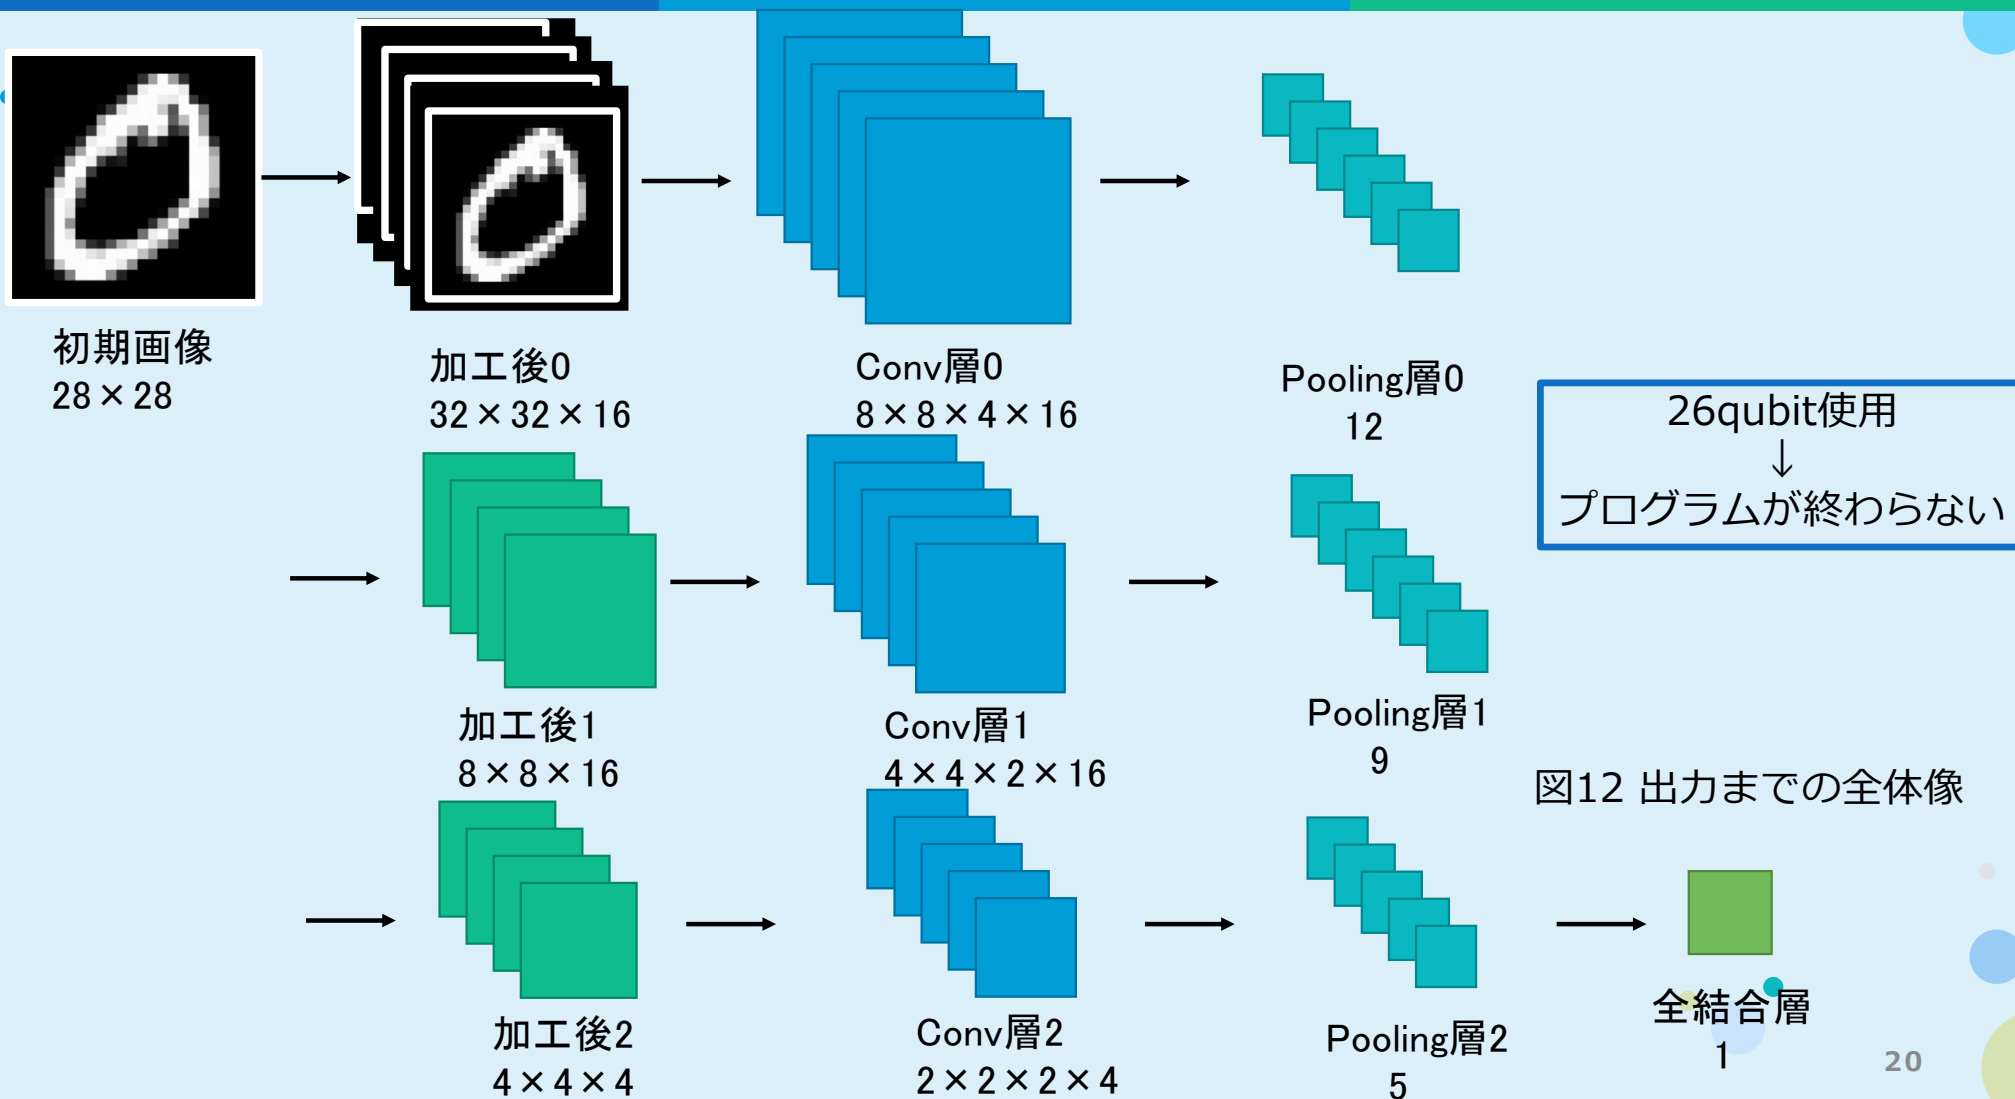 初期画像
28×28
加工後0
32×32×16
Conv層0
8×8×4×16
Pooling層0
12
26qubit使用
↓
プログラムが終わらない
加工後1
8×8×16
Conv層1
4×4×2×16
Pooling層1
9
図12 出力までの全体像
加工後2
4×4×4
Conv層2
2×2×2×4
Pooling層2
5
全結合層
1
20